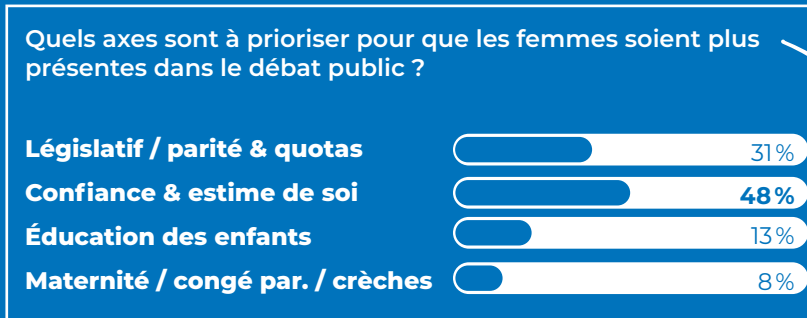 Quels axes sont à prioriser pour que les femmes soient plus
présentes dans le débat public ?
Législatif / parité & quotas 31 %
Confiance & estime de soi 48 %
Éducation des enfants 13 %
Maternité / congé par. / crèches 8 %